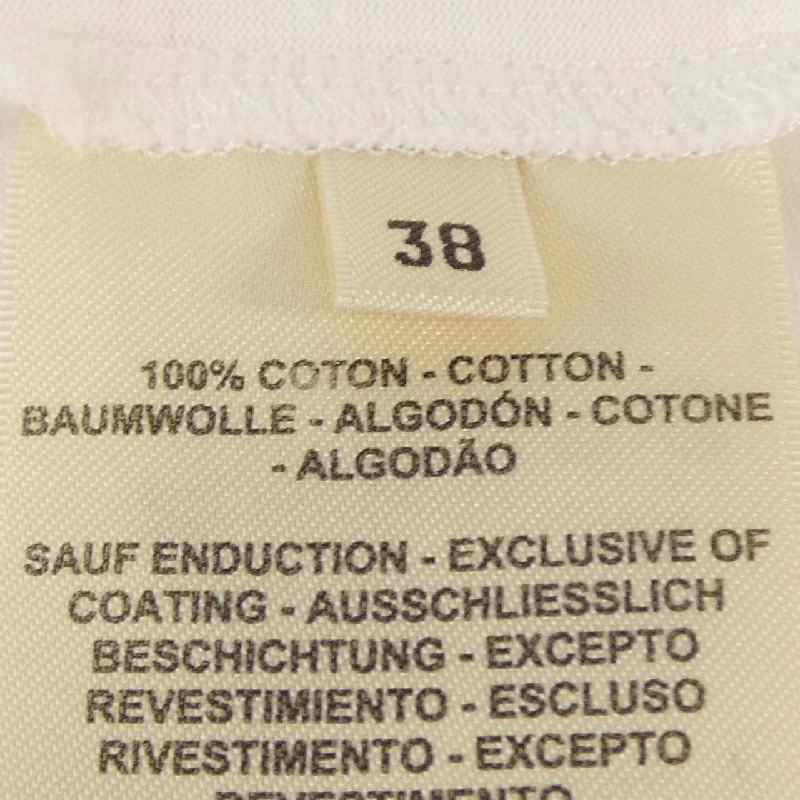 38
100% COTON - COTTON -
BAUMWOLLE - ALGODÓN - COTONE
- ALGODÃO
SAUF ENDUCTION - EXCLUSIVE OF
COATING - AUSSCHLIESSLICH
BESCHICHTUNG - EXCEPTO
REVESTIMIENTO - ESCLUSO
RIVESTIMENTO - EXCEPTO
REVESTIMENTO